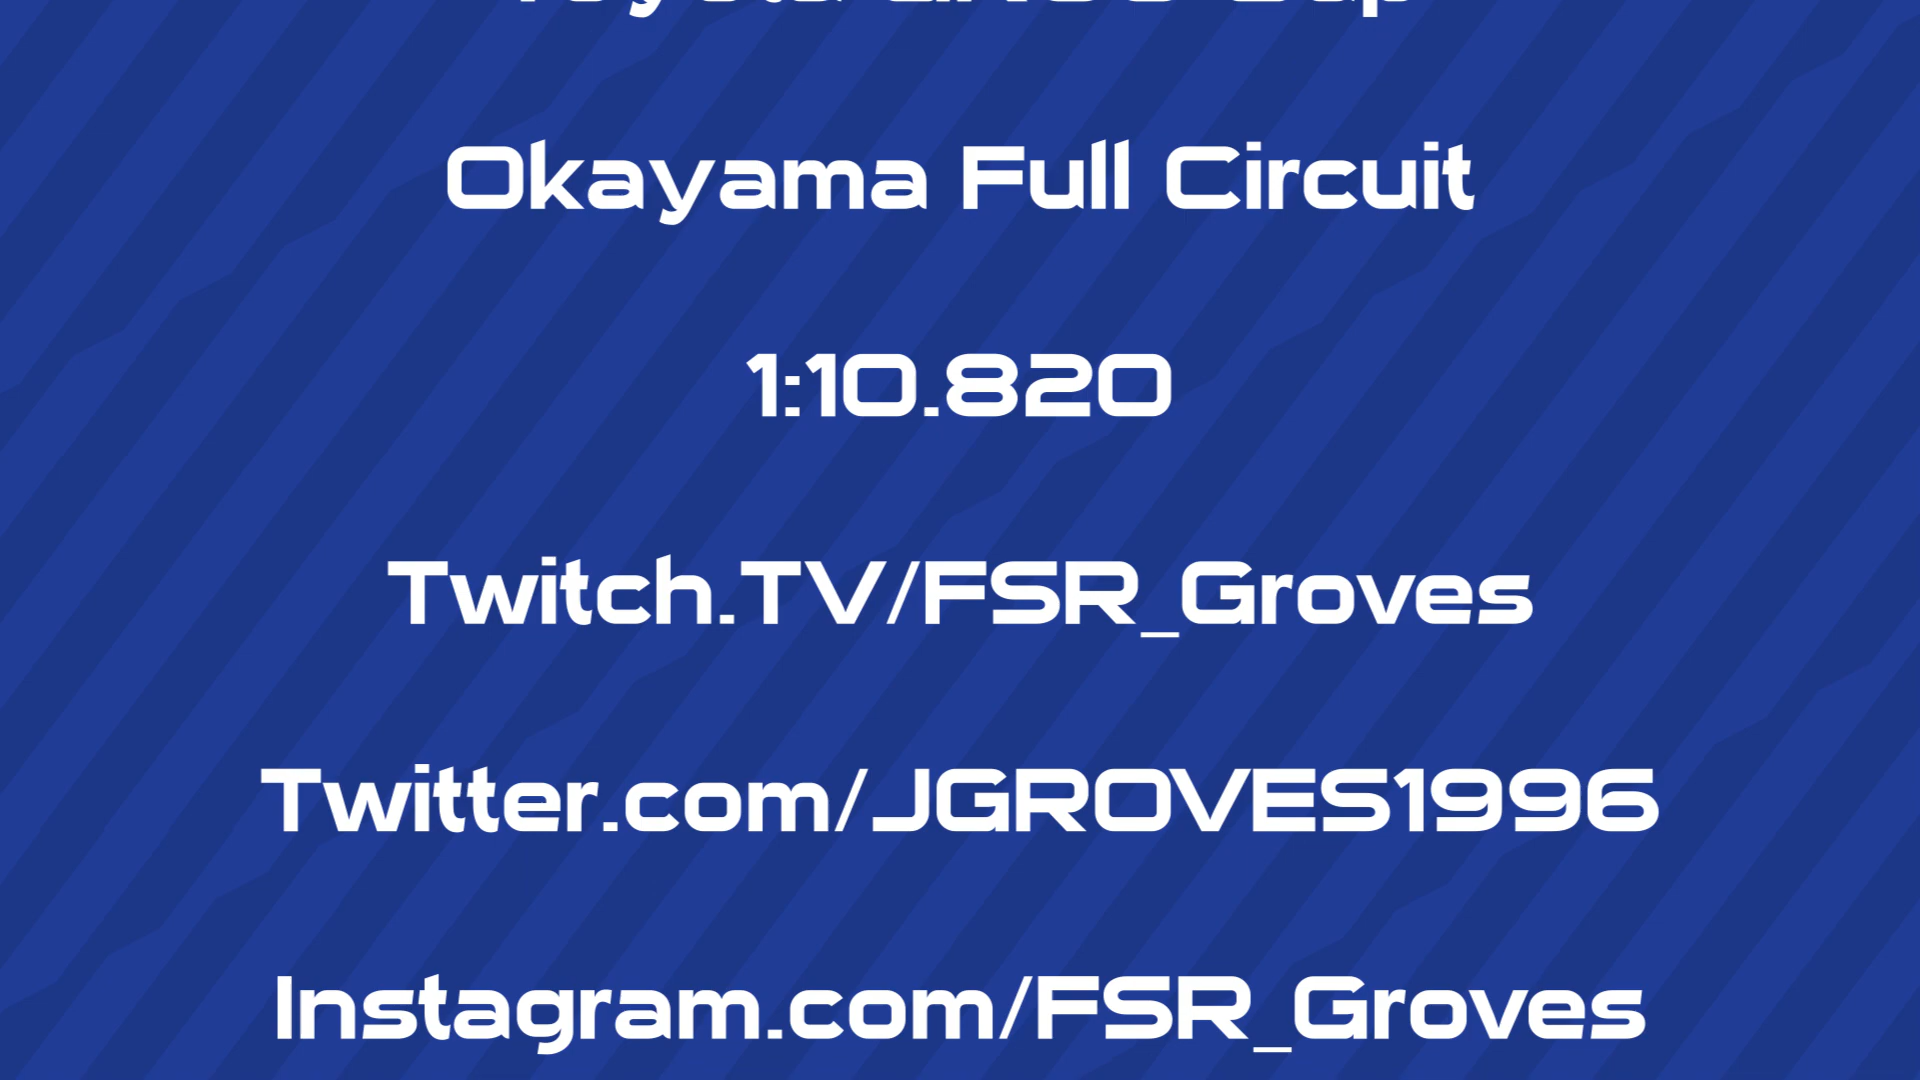 Okayama Full Circuit
1:10.820
Twitch.TV/FSR_Groves
Twitter.com/JGROVES1996
Instagram.com/FSR_Groves